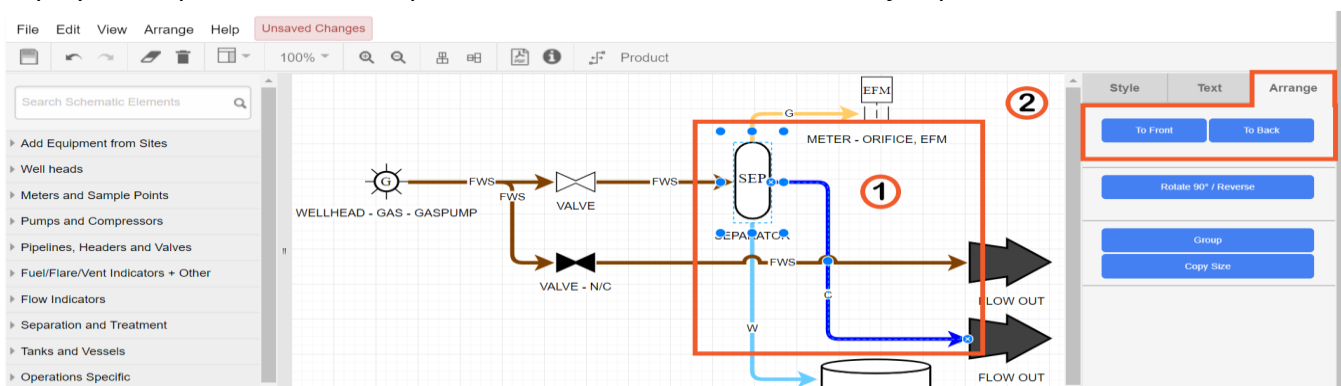 File Edit View Arrange Help Unsaved Changes
100% PDF Product
Search Schematic Elements
Add Equipment from Sites
Well heads
Meters and Sample Points
Pumps and Compressors
Pipelines, Headers and Valves
Fuel/Flare/Vent Indicators + Other
Flow Indicators
Separation and Treatment
Tanks and Vessels
Operations Specific
EFM
G
METER - ORIFICE, EFM
2
G
FWS
FWS
FWS
SEP
1
WELLHEAD - GAS - GASPUMP
VALVE
SEPARATOR
FWS
VALVE - N/C
C
FLOW OUT
W
FLOW OUT
Style Text Arrange
To Front To Back
Rotate 90° / Reverse
Group
Copy Size